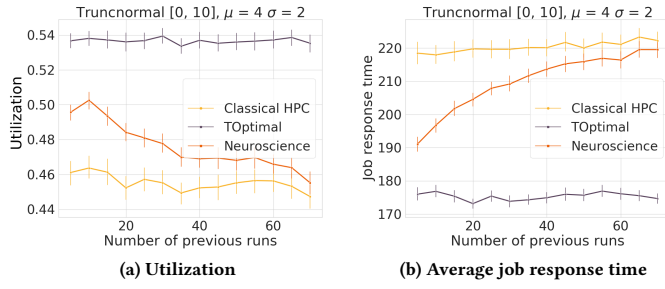 Truncnormal [0, 10], μ = 4 σ = 2
0.54
0.52
0.50
0.48
0.46
0.44
Utilization
Classical HPC
TOptimal
Neuroscience
20
40
60
Number of previous runs
(a) Utilization
Truncnormal [0, 10], μ = 4 σ = 2
220
210
200
190
180
170
Job response time
Classical HPC
TOptimal
Neuroscience
20
40
60
Number of previous runs
(b) Average job response time